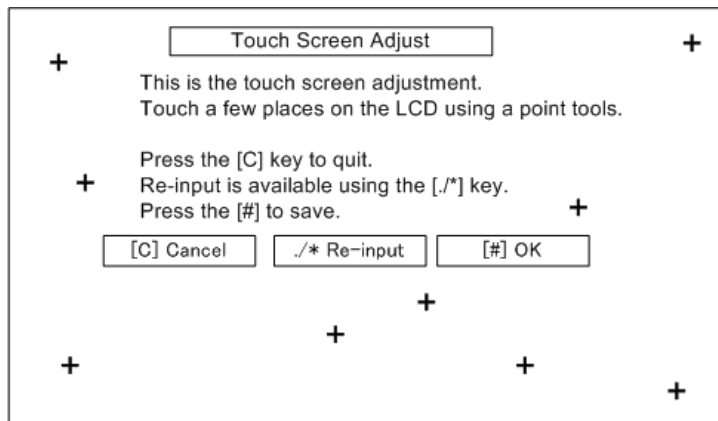 Touch Screen Adjust
This is the touch screen adjustment.
Touch a few places on the LCD using a point tools.
Press the [C] key to quit.
Re-input is available using the [./*] key.
Press the [#] to save.
[C] Cancel
./* Re-input
[#] OK